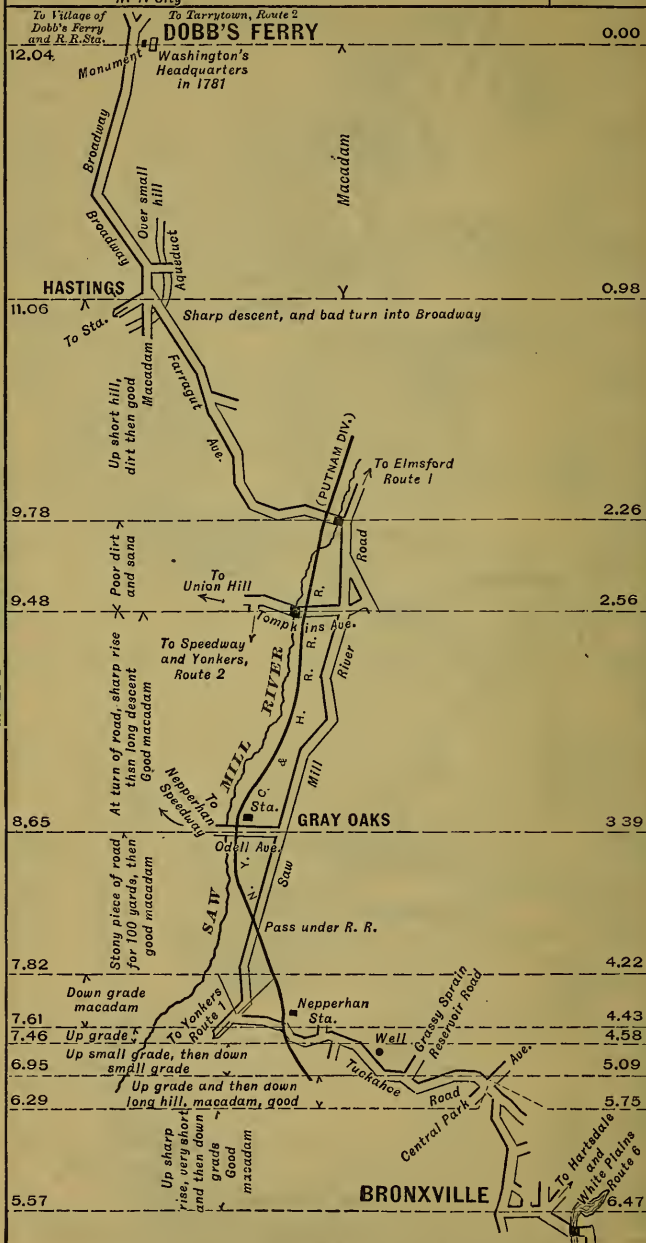 To Village of
Dobb's Ferry
and R.R.Sta.
To Tarrytown, Route 2
DOBB'S FERRY
0.00
12.04
Monument
Washington's
Headquarters
in 1781
Broadway
Macadam
Over small
hill
Broadway
Aqueduct
HASTINGS
0.98
11.06
To Sta.
Sharp descent, and bad turn into Broadway
Macadam
Up short hill,
dirt then good
Farragut
Ave.
(PUTNAM DIV.)
To Elmsford
Route 1
9.78
2.26
Poor dirt
and sana
Road
To
Union Hill
R.
9.48
2.56
Tompkins Ave.
To Speedway
and Yonkers,
Route 2
R.
River
At turn of road, sharp rise
thsn long descent
Good macadam
RIVER
R.
H.
MILL
&
Mill
To
Nepperhan
Speedway
C.
Sta.
GRAY OAKS
8.65
3 39
Odell Ave.
Y.
Saw
Stony piece of road
for 100 yards, then
good macadam
SAW
N.
Pass under R. R.
7.82
4.22
Down grade
macadam
Nepperhan
Sta.
To Yonkers
Route 1
Grassy Sprain
Reservoir Road
7.61
4.43
Up grade
Well
7.46
4.58
Up small grade, then down
small grade
Ave.
6.95
5.09
Tuckahoe
Road
Up grade and then down
long hill, macadam, good
6.29
5.75
Central Park
Up sharp
rise, very short
and then down
grads
Good
macadam
To Hartsdale
and
White Plains
Route 6
BRONXVILLE
5.57
6.47